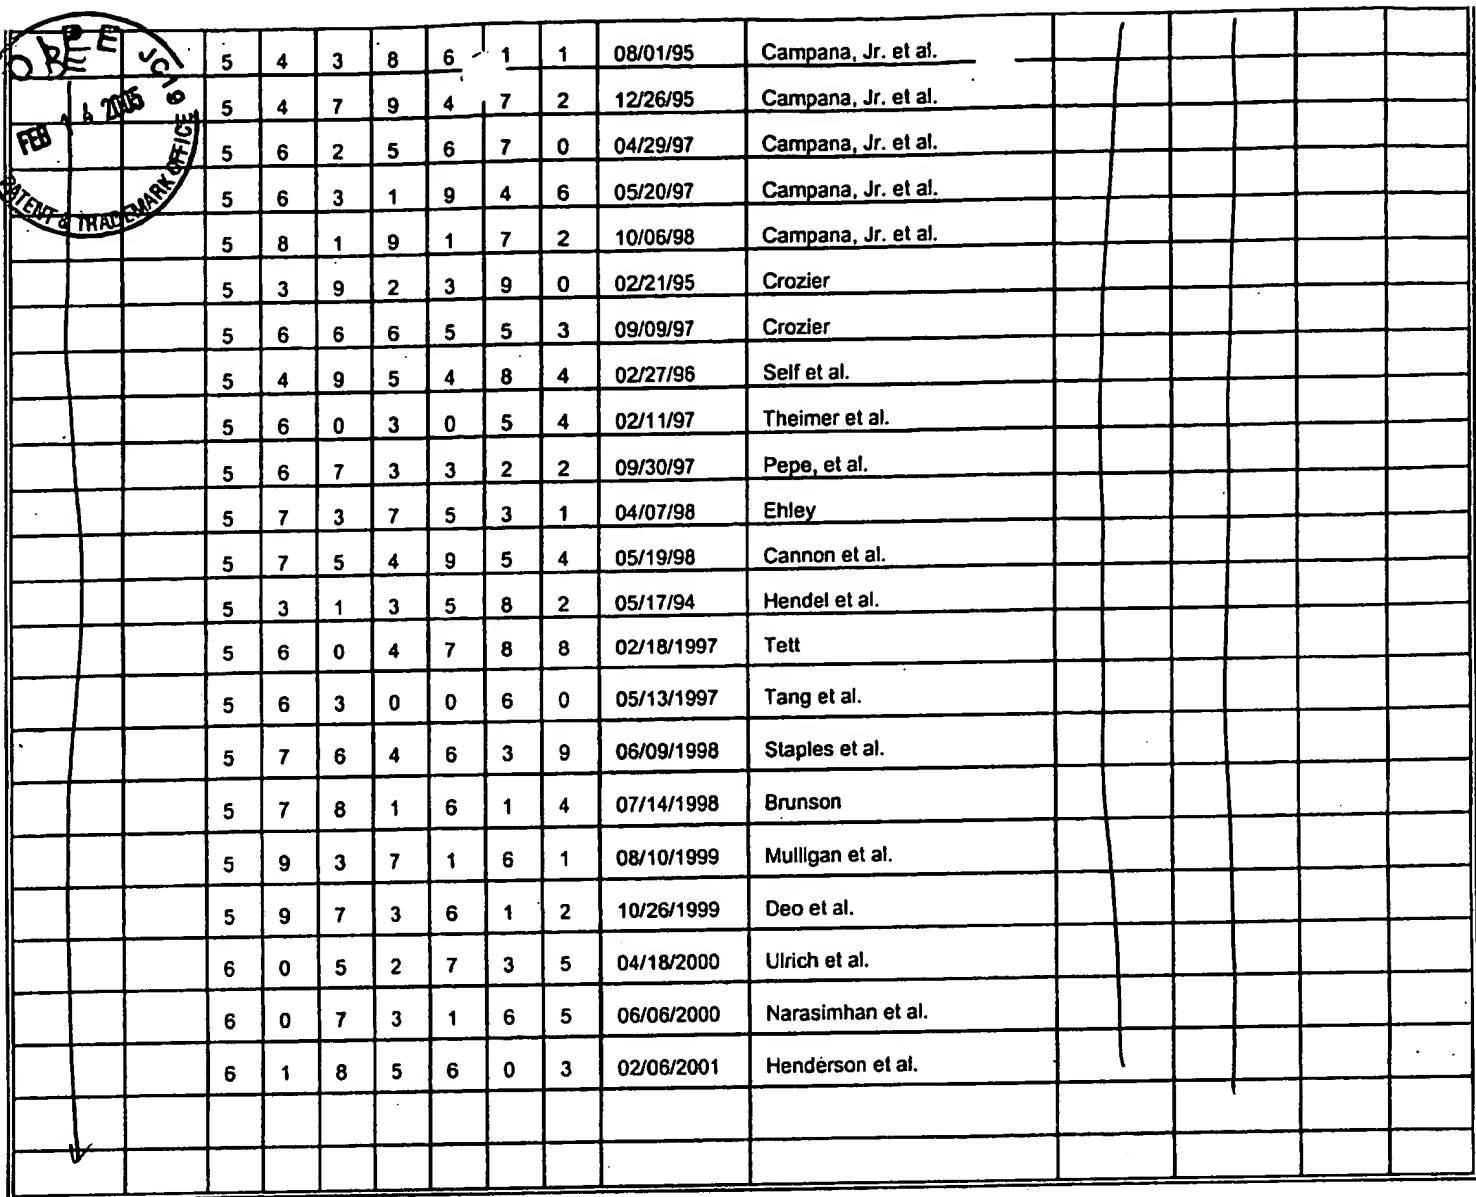 OIPE JC19
FEB 14 2005
PATENT & TRADEMARK OFFICE
5 4 3 8 6 1 1 08/01/95 Campana, Jr. et al.
5 4 7 9 4 7 2 12/26/95 Campana, Jr. et al.
5 6 2 5 6 7 0 04/29/97 Campana, Jr. et al.
5 6 3 1 9 4 6 05/20/97 Campana, Jr. et al.
5 8 1 9 1 7 2 10/06/98 Campana, Jr. et al.
5 3 9 2 3 9 0 02/21/95 Crozier
5 6 6 6 5 5 3 09/09/97 Crozier
5 4 9 5 4 8 4 02/27/96 Self et al.
5 6 0 3 0 5 4 02/11/97 Theimer et al.
5 6 7 3 3 2 2 09/30/97 Pepe, et al.
5 7 3 7 5 3 1 04/07/98 Ehley
5 7 5 4 9 5 4 05/19/98 Cannon et al.
5 3 1 3 5 8 2 05/17/94 Hendel et al.
5 6 0 4 7 8 8 02/18/1997 Tett
5 6 3 0 0 6 0 05/13/1997 Tang et al.
5 7 6 4 6 3 9 06/09/1998 Staples et al.
5 7 8 1 6 1 4 07/14/1998 Brunson
5 9 3 7 1 6 1 08/10/1999 Mulligan et al.
5 9 7 3 6 1 2 10/26/1999 Deo et al.
6 0 5 2 7 3 5 04/18/2000 Ulrich et al.
6 0 7 3 1 6 5 06/06/2000 Narasimhan et al.
6 1 8 5 6 0 3 02/06/2001 Henderson et al.